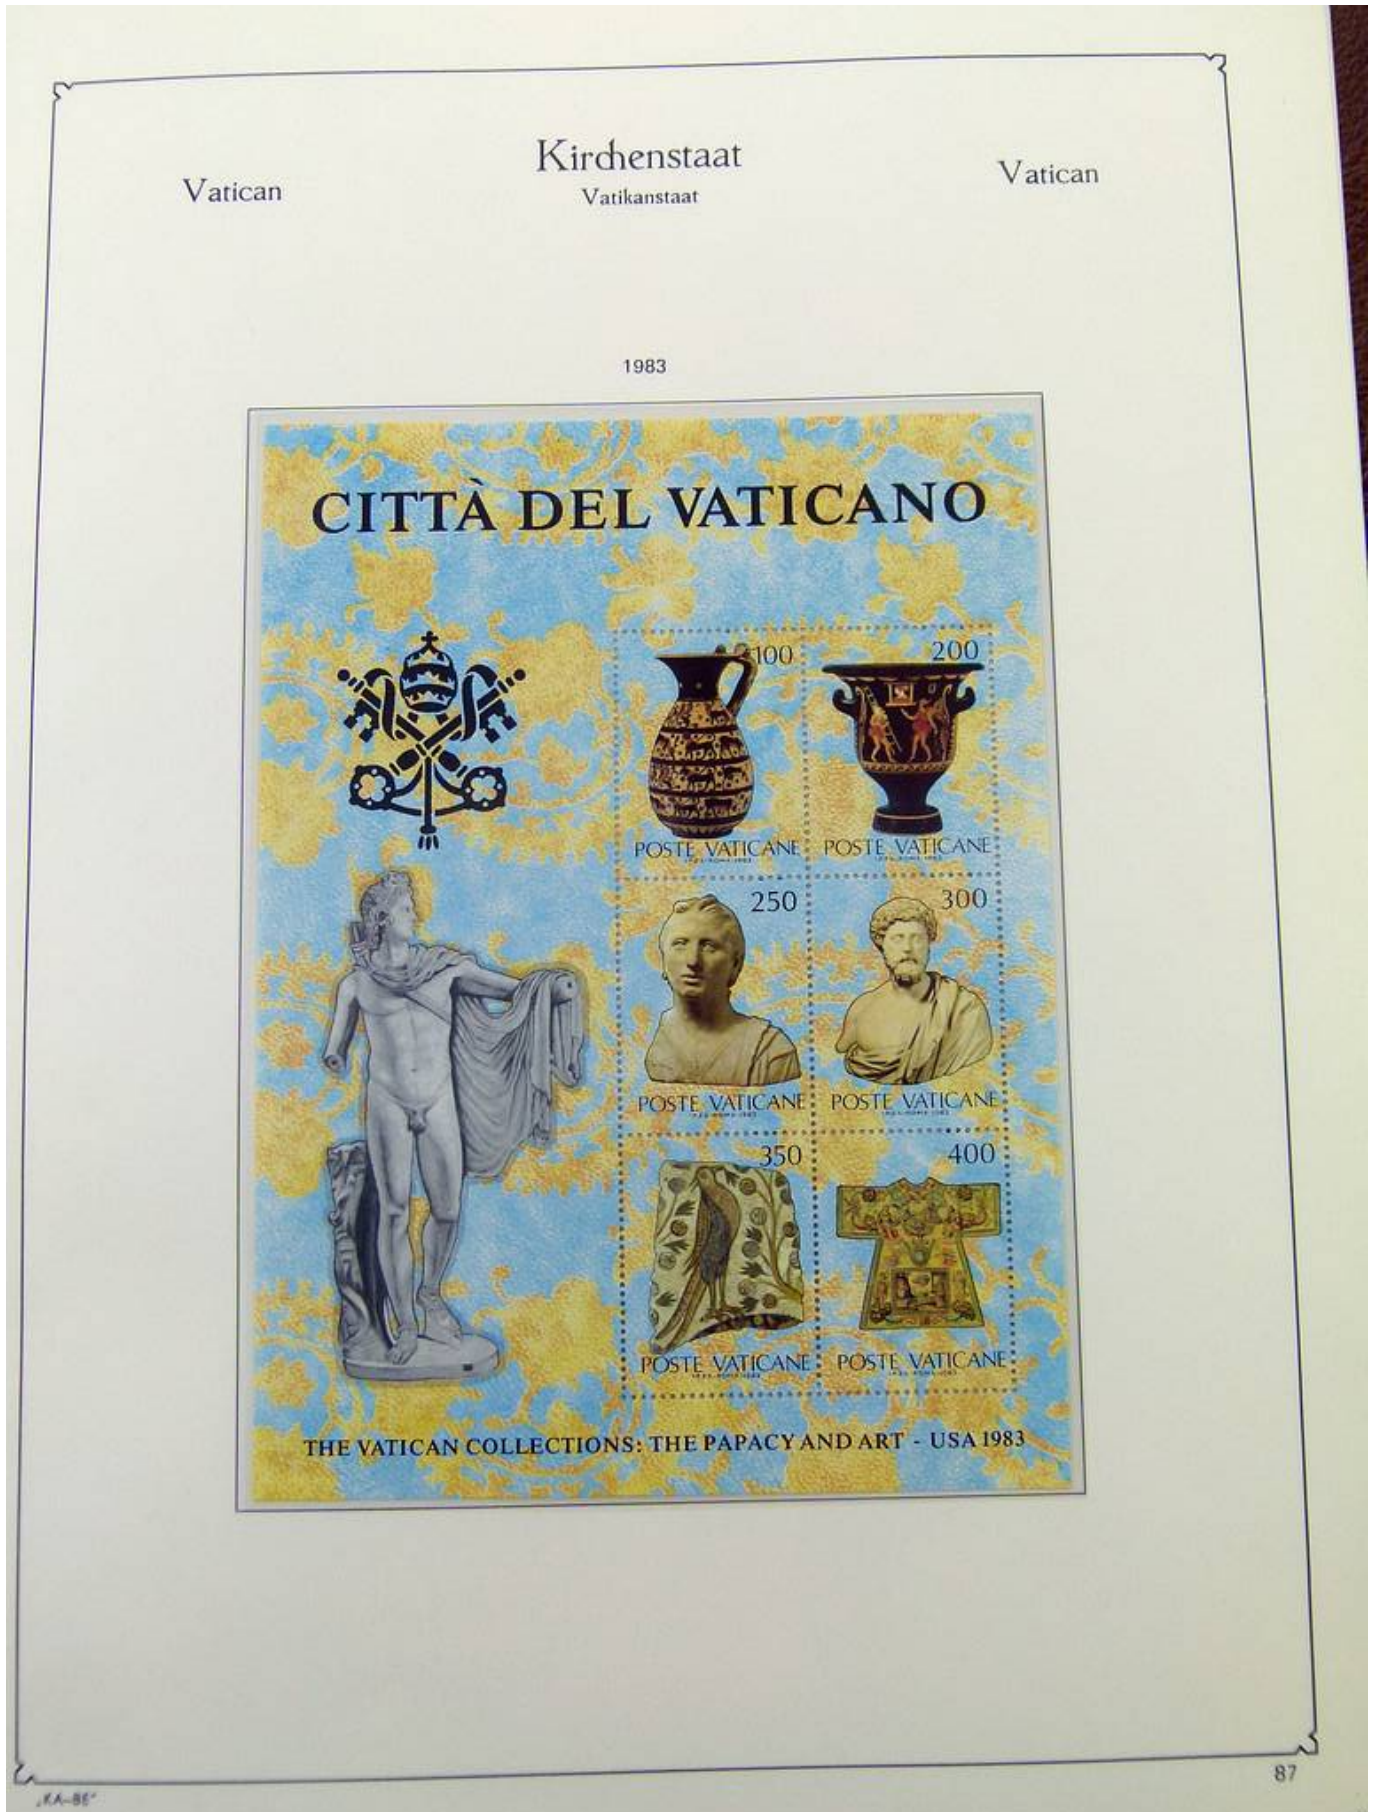 Kirchenstaat
Vatican
Vatikanstaat
Vatican
1983
CITTÀ DEL VATICANO
100
200
POSTE VATICANE
POSTE VATICANE
250
300
POSTE VATICANE
POSTE VATICANE
350
400
POSTE VATICANE
POSTE VATICANE
THE VATICAN COLLECTIONS: THE PAPACY AND ART - USA 1983
87